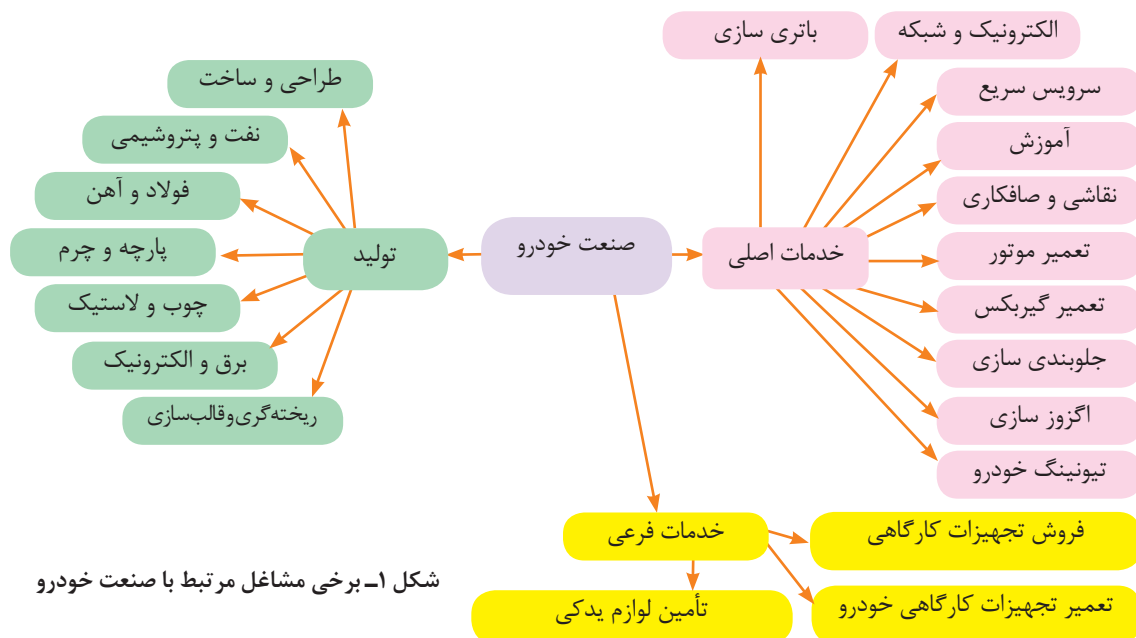 الکترونیک و شبکه
باتری سازی
سرویس سریع
آموزش
نقاشی و صافکاری
تعمیر موتور
تعمیر گیربکس
جلوبندی سازی
اگزوز سازی
تیونینگ خودرو
خدمات اصلی
صنعت خودرو
تولید
طراحی و ساخت
نفت و پتروشیمی
فولاد و آهن
پارچه و چرم
چوب و لاستیک
برق و الکترونیک
ریخته‌گری‌وقالب‌سازی
خدمات فرعی
فروش تجهیزات کارگاهی
تعمیر تجهیزات کارگاهی خودرو
تأمین لوازم یدکی
شکل ۱ـ برخی مشاغل مرتبط با صنعت خودرو